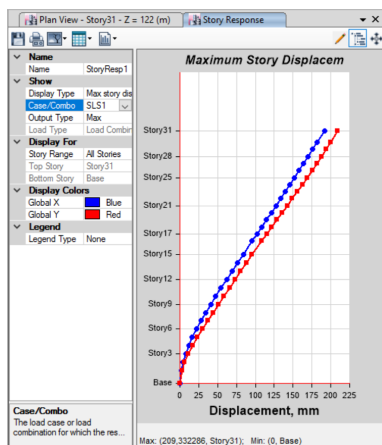 Plan View - Story31 - Z = 122 (m)
Story Response
Name
Name StoryResp1
Show
Display Type Max story dis
Case/Combo SLS1
Output Type Max
Load Type Load Combin
Display For
Story Range All Stories
Top Story Story31
Bottom Story Base
Display Colors
Global X Blue
Global Y Red
Legend
Legend Type None
Case/Combo
The load case or load
combination for which the res...
Maximum Story Displacem
Story31
Story28
Story25
Story21
Story17
Story15
Story12
Story9
Story6
Story3
Base
0 25 50 75 100 125 150 175 200 225
Displacement, mm
Max: (209,332286, Story31); Min: (0, Base)